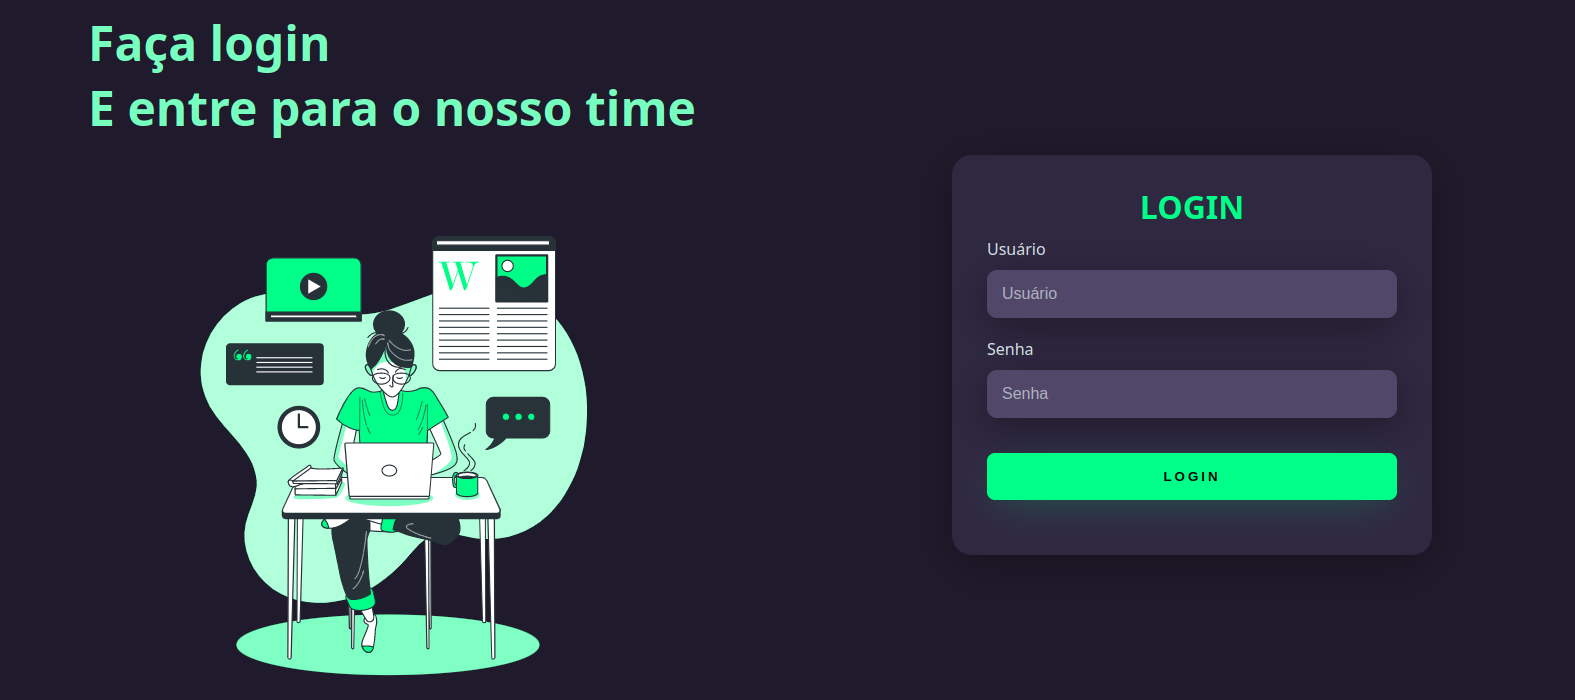 Faça login
E entre para o nosso time
W
“
LOGIN
Usuário
Usuário
Senha
Senha
LOGIN